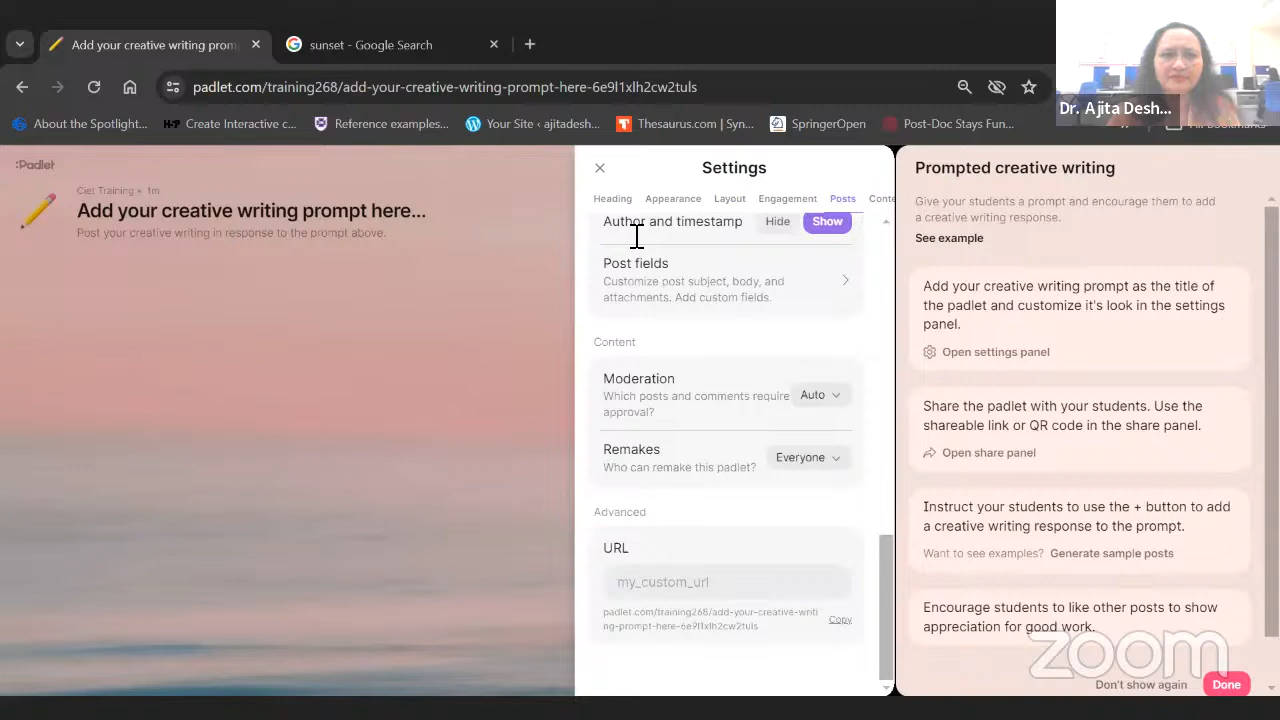 Add your creative writing prom
sunset - Google Search
padlet.com/training268/add-your-creative-writing-prompt-here-6e9l1xlh2cw2tuls
Dr. Ajita Desh...
About the Spotlight...
H-P Create Interactive c...
Reference examples...
Your Site ‹ ajitadesh...
Thesaurus.com | Syn...
SpringerOpen
Post-Doc Stays Fun...
:Padlet
Ciet Training • 1m
Add your creative writing prompt here...
Post your creative writing in response to the prompt above.
Settings
Heading Appearance Layout Engagement Posts Conte
Author and timestamp Hide Show
Post fields
Customize post subject, body, and
attachments. Add custom fields.
Content
Moderation
Which posts and comments require
approval?
Auto
Remakes
Who can remake this padlet?
Everyone
Advanced
URL
my_custom_url
padlet.com/training268/add-your-creative-writi
ng-prompt-here-6e9l1xlh2cw2tuls
Copy
Prompted creative writing
Give your students a prompt and encourage them to add
a creative writing response.
See example
Add your creative writing prompt as the title of
the padlet and customize it's look in the settings
panel.
Open settings panel
Share the padlet with your students. Use the
shareable link or QR code in the share panel.
Open share panel
Instruct your students to use the + button to add
a creative writing response to the prompt.
Want to see examples? Generate sample posts
Encourage students to like other posts to show
appreciation for good work.
zoom
Don't show again Done